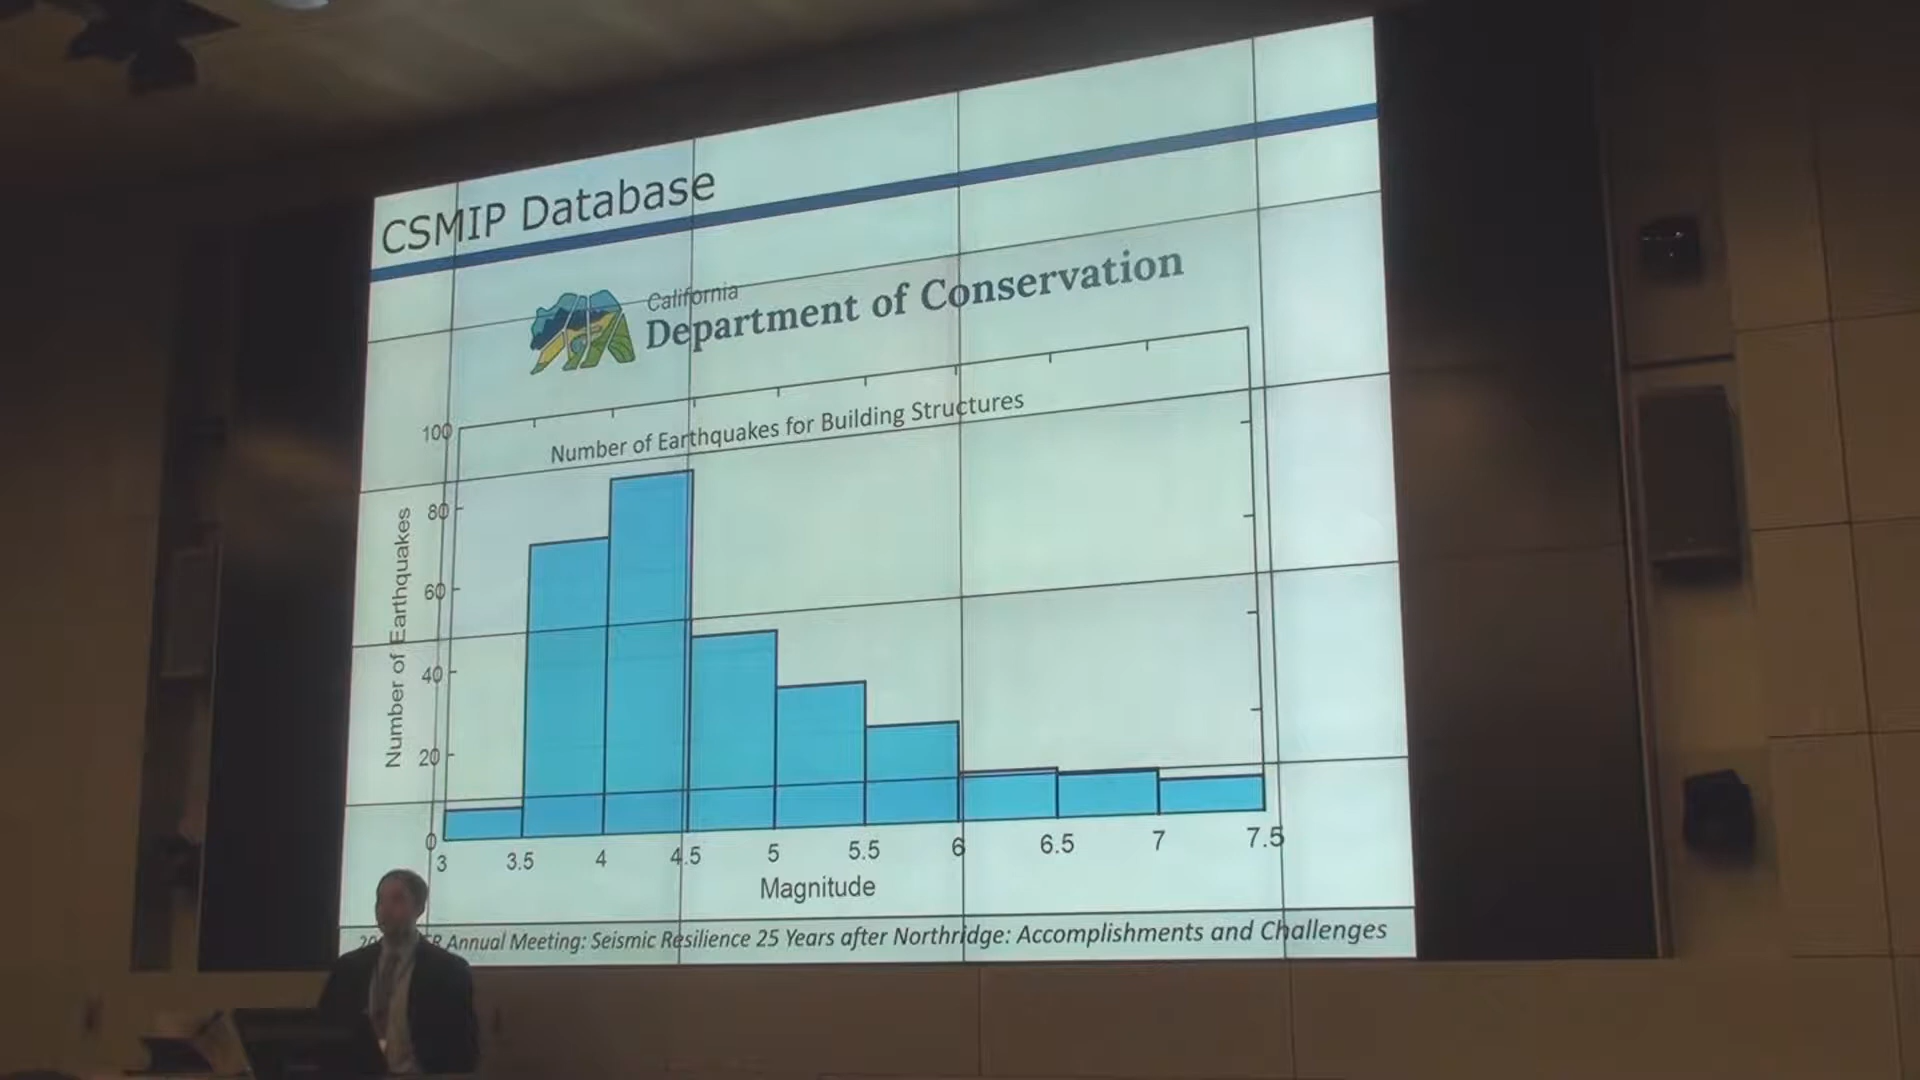 CSMIP Database
California
Department of Conservation
Number of Earthquakes for Building Structures
Number of Earthquakes
100
80
60
40
20
0
3 3.5 4 4.5 5 5.5 6 6.5 7 7.5
Magnitude
Annual Meeting: Seismic Resilience 25 Years after Northridge: Accomplishments and Challenges